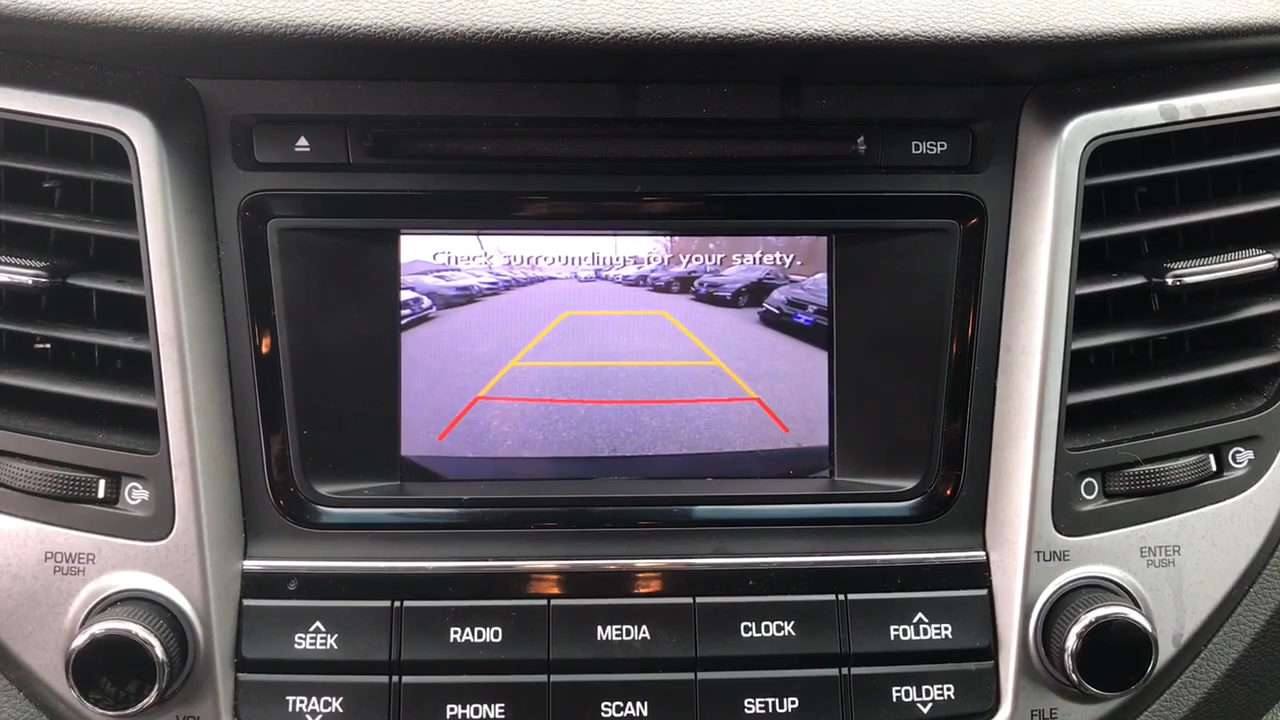 DISP
Check surroundings for your safety.
POWER
PUSH
TUNE
ENTER
PUSH
SEEK
RADIO
MEDIA
CLOCK
FOLDER
TRACK
PHONE
SCAN
SETUP
FOLDER
VOL
FILE